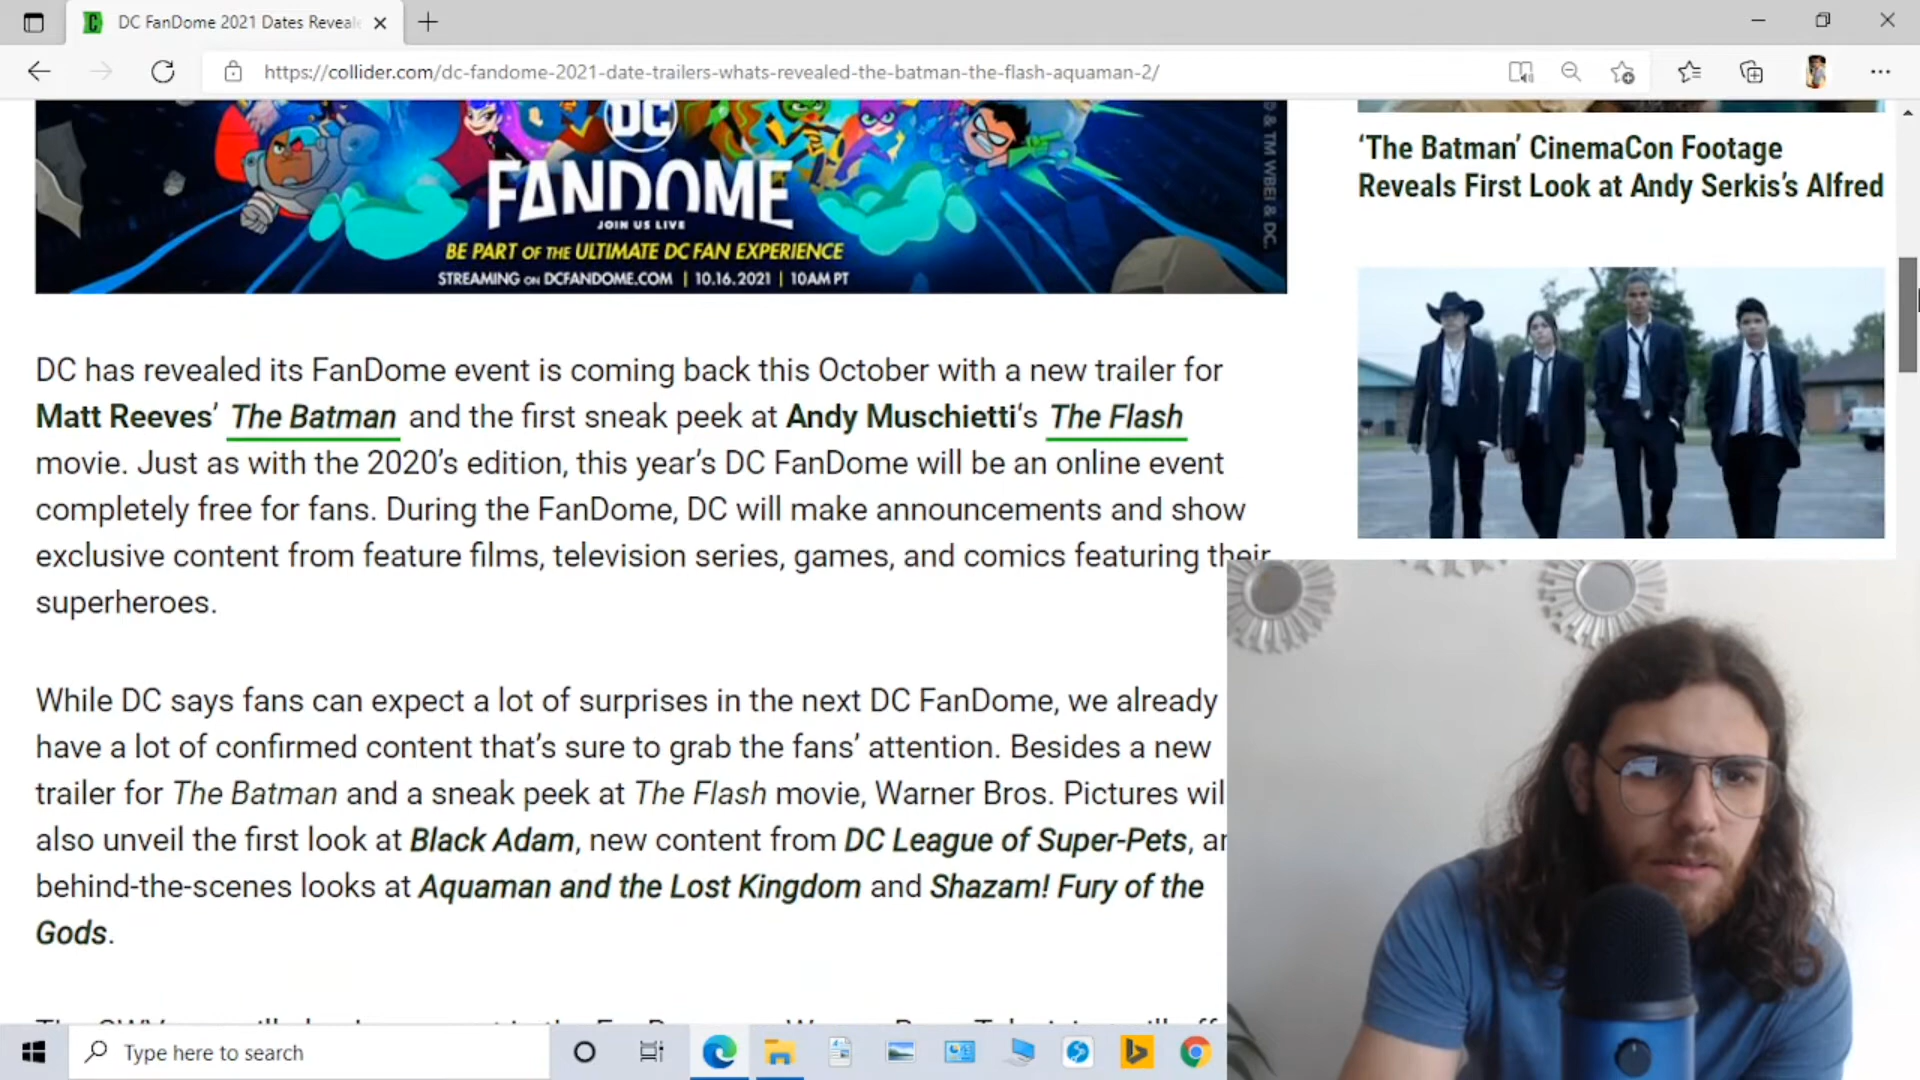 DC FanDome 2021 Dates Reveal
https://collider.com/dc-fandome-2021-date-trailers-whats-revealed-the-batman-the-flash-aquaman-2/
DC
FANDOME
JOIN US LIVE
BE PART OF THE ULTIMATE DC FAN EXPERIENCE
STREAMING ON DCFANDOME.COM | 10.16.2021 | 10AM PT
& TM WBEI & DC.
‘The Batman’ CinemaCon Footage
Reveals First Look at Andy Serkis’s Alfred
DC has revealed its FanDome event is coming back this October with a new trailer for
Matt Reeves’ The Batman and the first sneak peek at Andy Muschietti‘s The Flash
movie. Just as with the 2020’s edition, this year’s DC FanDome will be an online event
completely free for fans. During the FanDome, DC will make announcements and show
exclusive content from feature films, television series, games, and comics featuring their
superheroes.
While DC says fans can expect a lot of surprises in the next DC FanDome, we already
have a lot of confirmed content that’s sure to grab the fans’ attention. Besides a new
trailer for The Batman and a sneak peek at The Flash movie, Warner Bros. Pictures wil
also unveil the first look at Black Adam, new content from DC League of Super-Pets, an
behind-the-scenes looks at Aquaman and the Lost Kingdom and Shazam! Fury of the
Gods.
Type here to search